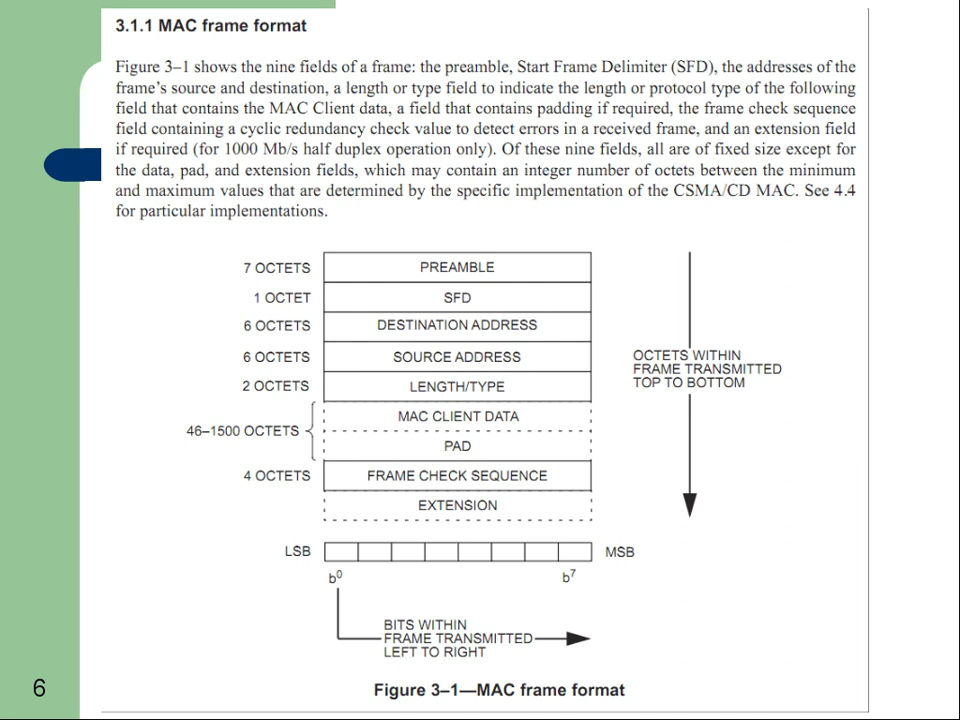 3.1.1 MAC frame format
Figure 3–1 shows the nine fields of a frame: the preamble, Start Frame Delimiter (SFD), the addresses of the
frame's source and destination, a length or type field to indicate the length or protocol type of the following
field that contains the MAC Client data, a field that contains padding if required, the frame check sequence
field containing a cyclic redundancy check value to detect errors in a received frame, and an extension field
if required (for 1000 Mb/s half duplex operation only). Of these nine fields, all are of fixed size except for
the data, pad, and extension fields, which may contain an integer number of octets between the minimum
and maximum values that are determined by the specific implementation of the CSMA/CD MAC. See 4.4
for particular implementations.
7 OCTETS PREAMBLE
1 OCTET SFD
6 OCTETS DESTINATION ADDRESS
6 OCTETS SOURCE ADDRESS
2 OCTETS LENGTH/TYPE
46–1500 OCTETS
MAC CLIENT DATA
PAD
4 OCTETS FRAME CHECK SEQUENCE
EXTENSION
OCTETS WITHIN
FRAME TRANSMITTED
TOP TO BOTTOM
LSB MSB
b0 b7
BITS WITHIN
FRAME TRANSMITTED
LEFT TO RIGHT
Figure 3–1—MAC frame format
6